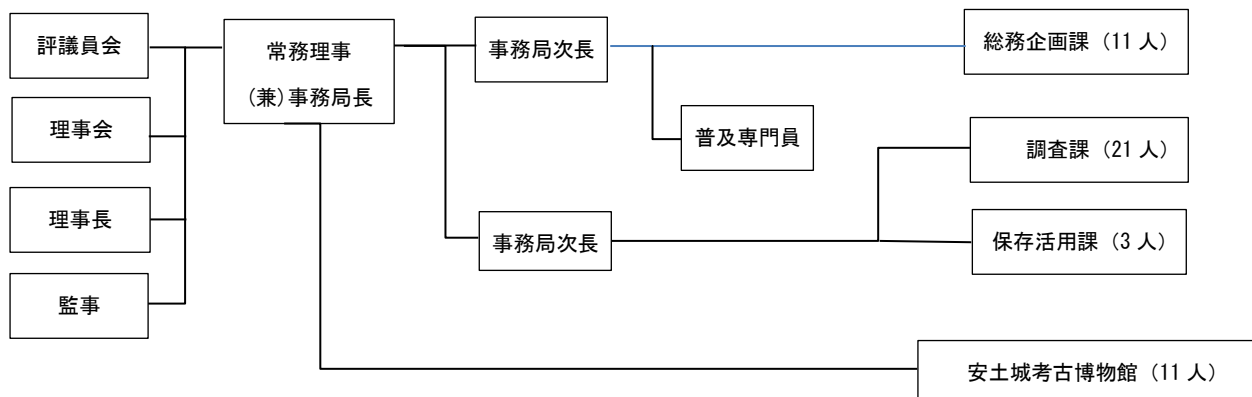 評議員会
理事会
理事長
監事
常務理事
(兼)事務局長
事務局次長
普及専門員
事務局次長
総務企画課（11 人）
調査課（21 人）
保存活用課（3 人）
安土城考古博物館（11 人）